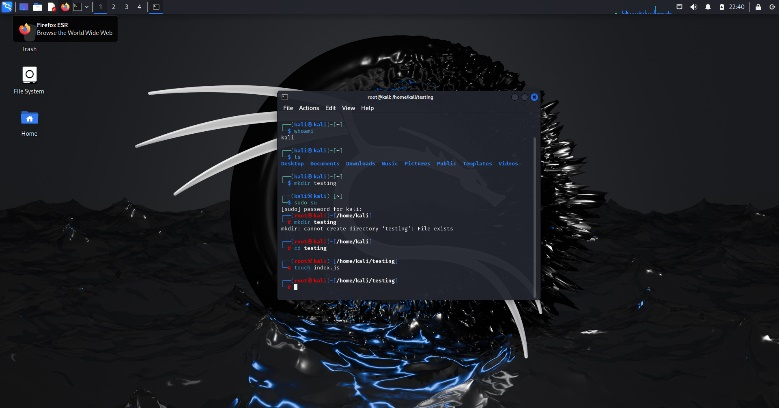 1 2 3 4
22:40
Firefox ESR
Browse the World Wide Web
Trash
File System
Home
root@kali: /home/kali/testing
File Actions Edit View Help
┌──(kali㉿kali)-[~]
└─$ whoami
kali
┌──(kali㉿kali)-[~]
└─$ ls
Desktop Documents Downloads Music Pictures Public Templates Videos
┌──(kali㉿kali)-[~]
└─$ mkdir testing
┌──(kali㉿kali)-[~]
└─$ sudo su
[sudo] password for kali:
┌──(root㉿kali)-[/home/kali]
└─# mkdir testing
mkdir: cannot create directory 'testing': File exists
┌──(root㉿kali)-[/home/kali]
└─# cd testing
┌──(root㉿kali)-[/home/kali/testing]
└─# touch index.js
┌──(root㉿kali)-[/home/kali/testing]
└─#